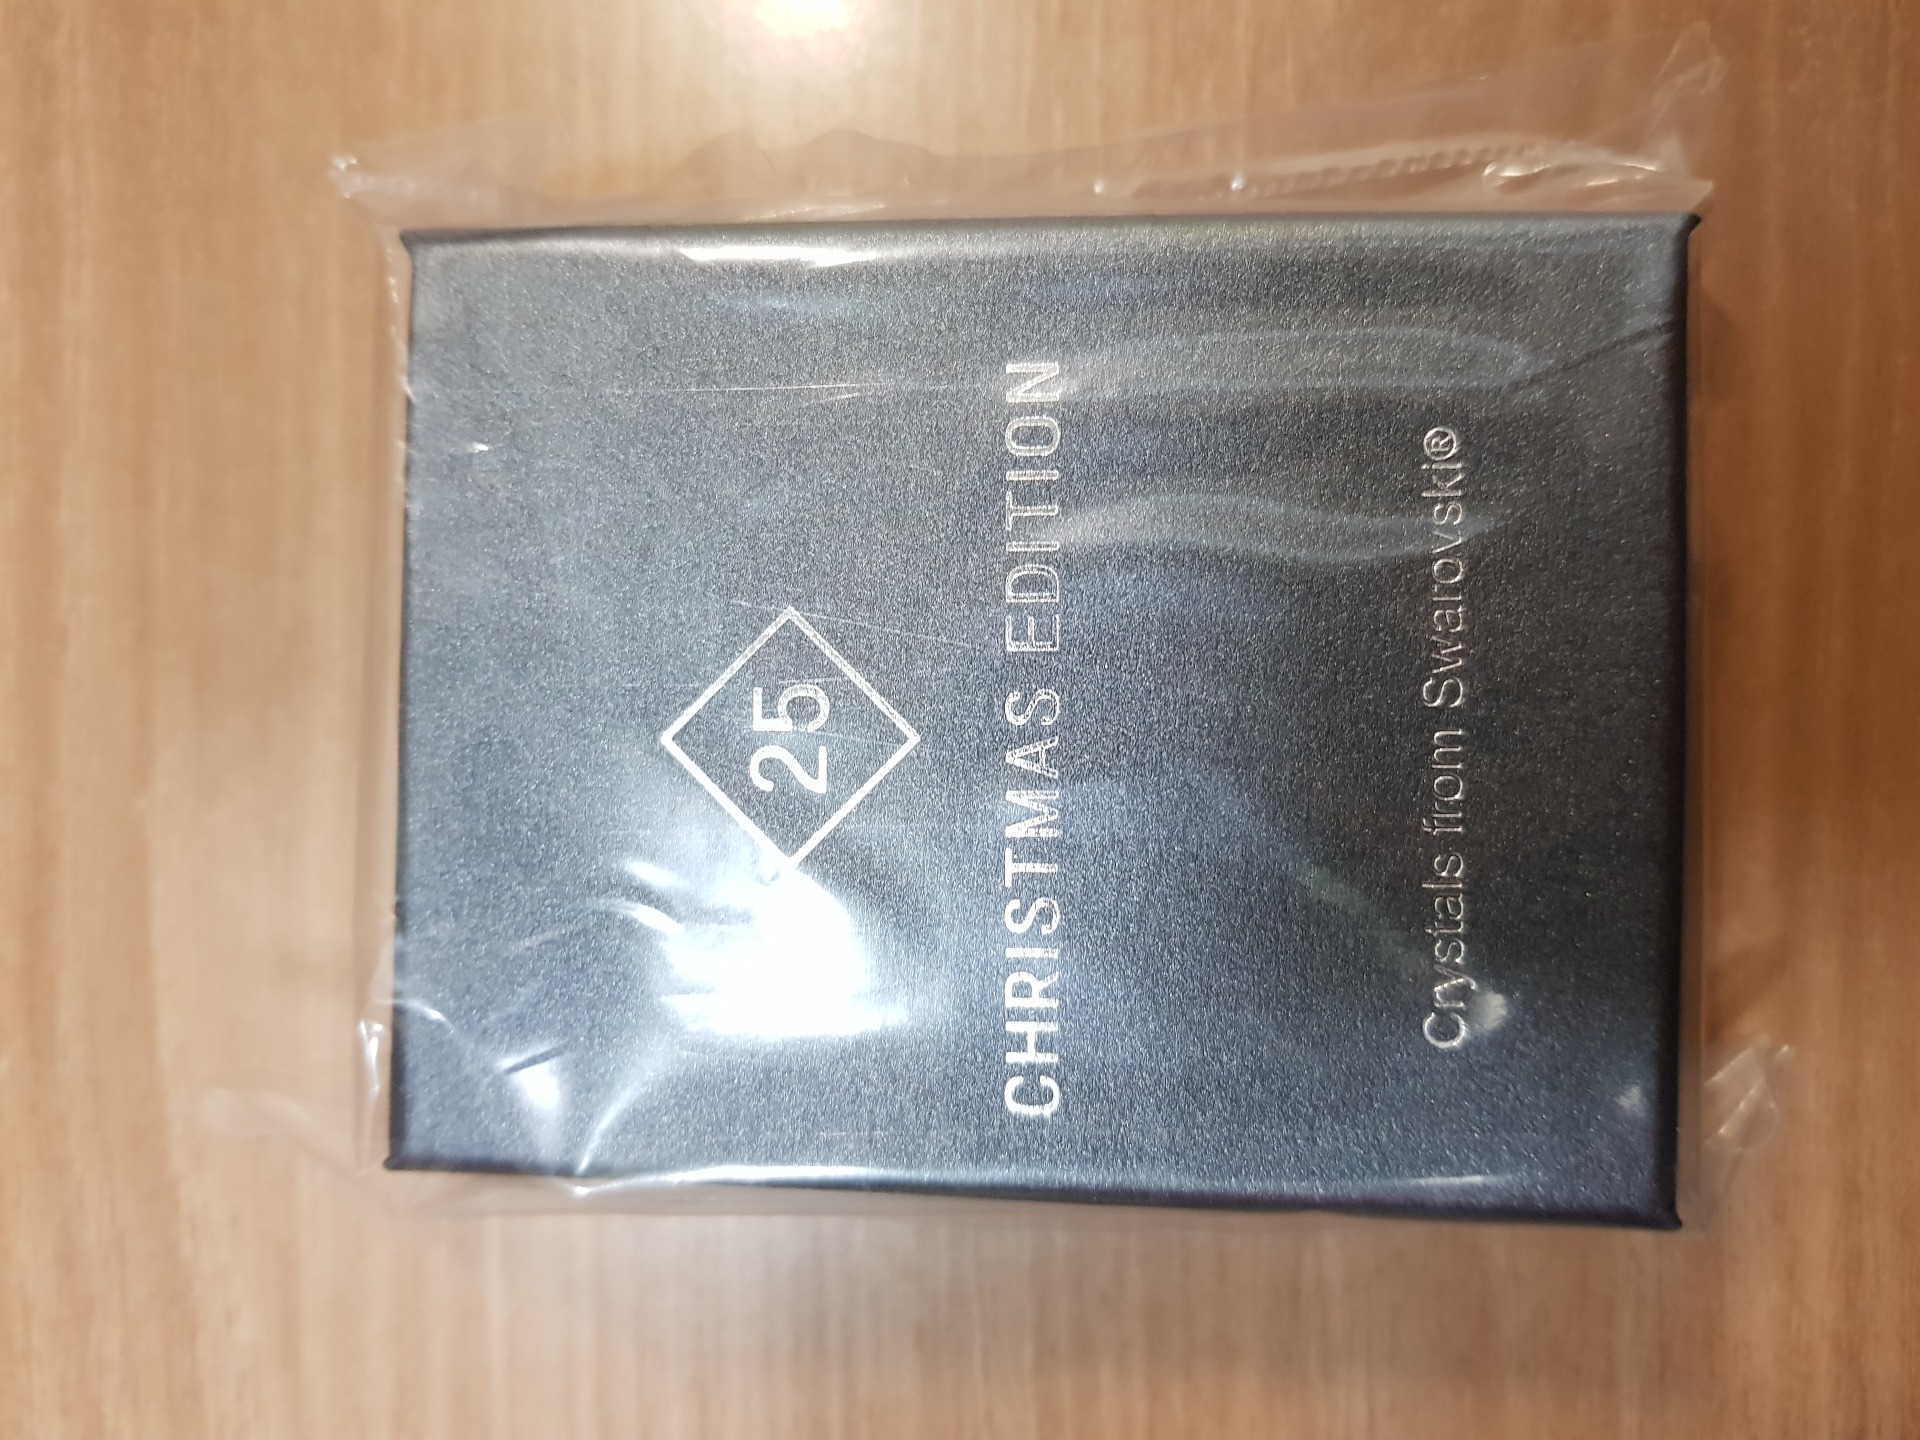 25
CHRISTMAS EDITION
Crystals from Swarovski®